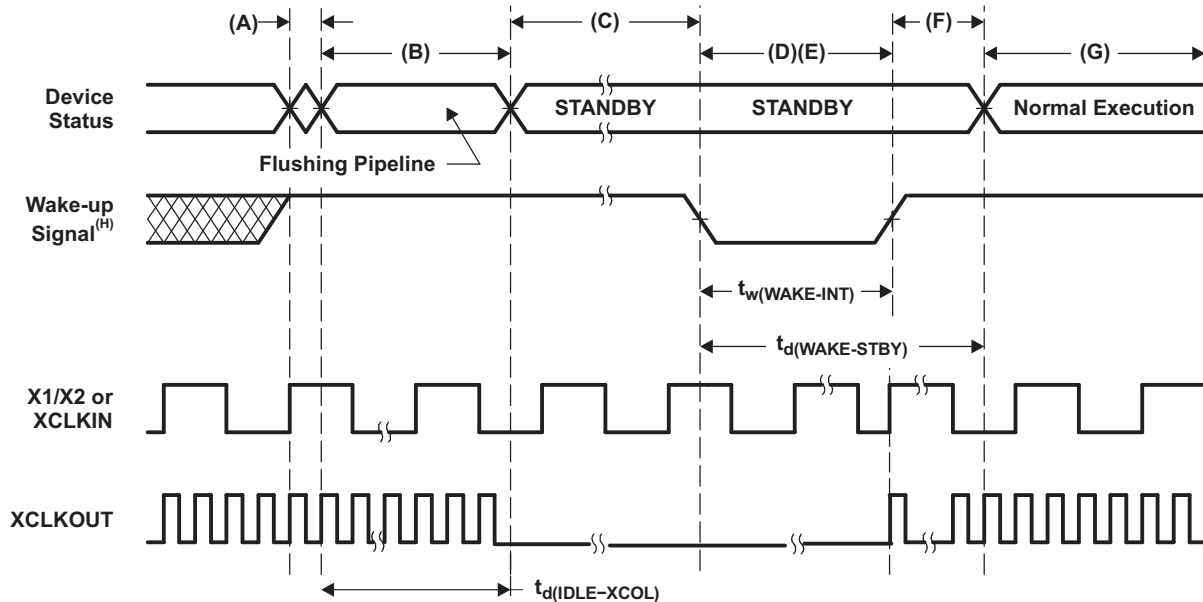 (A)
(B)
(C)
(D)(E)
(F)
(G)
Device
Status
STANDBY
STANDBY
Normal Execution
Flushing Pipeline
Wake-up
Signal(H)
tw(WAKE-INT)
td(WAKE-STBY)
X1/X2 or
XCLKIN
XCLKOUT
td(IDLE−XCOL)